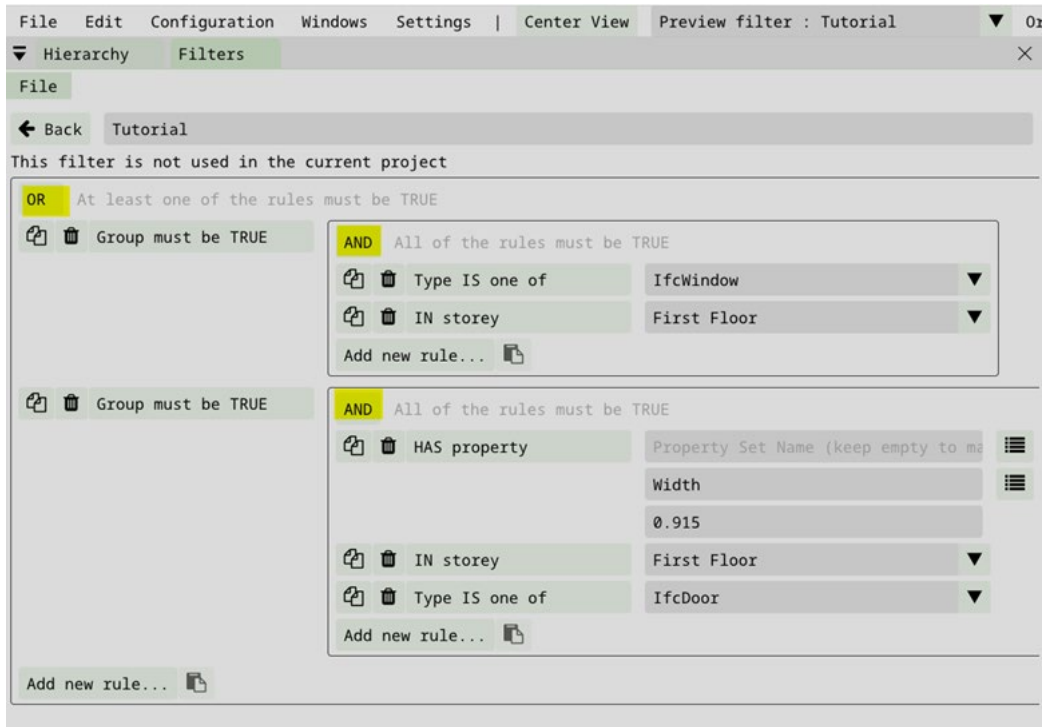 File Edit Configuration Windows Settings | Center View Preview filter : Tutorial
Hierarchy Filters
File
Back Tutorial
This filter is not used in the current project
OR At least one of the rules must be TRUE
Group must be TRUE AND All of the rules must be TRUE
Type IS one of IfcWindow
IN storey First Floor
Add new rule...
Group must be TRUE AND All of the rules must be TRUE
HAS property Property Set Name (keep empty to ma
Width
0.915
IN storey First Floor
Type IS one of IfcDoor
Add new rule...
Add new rule...